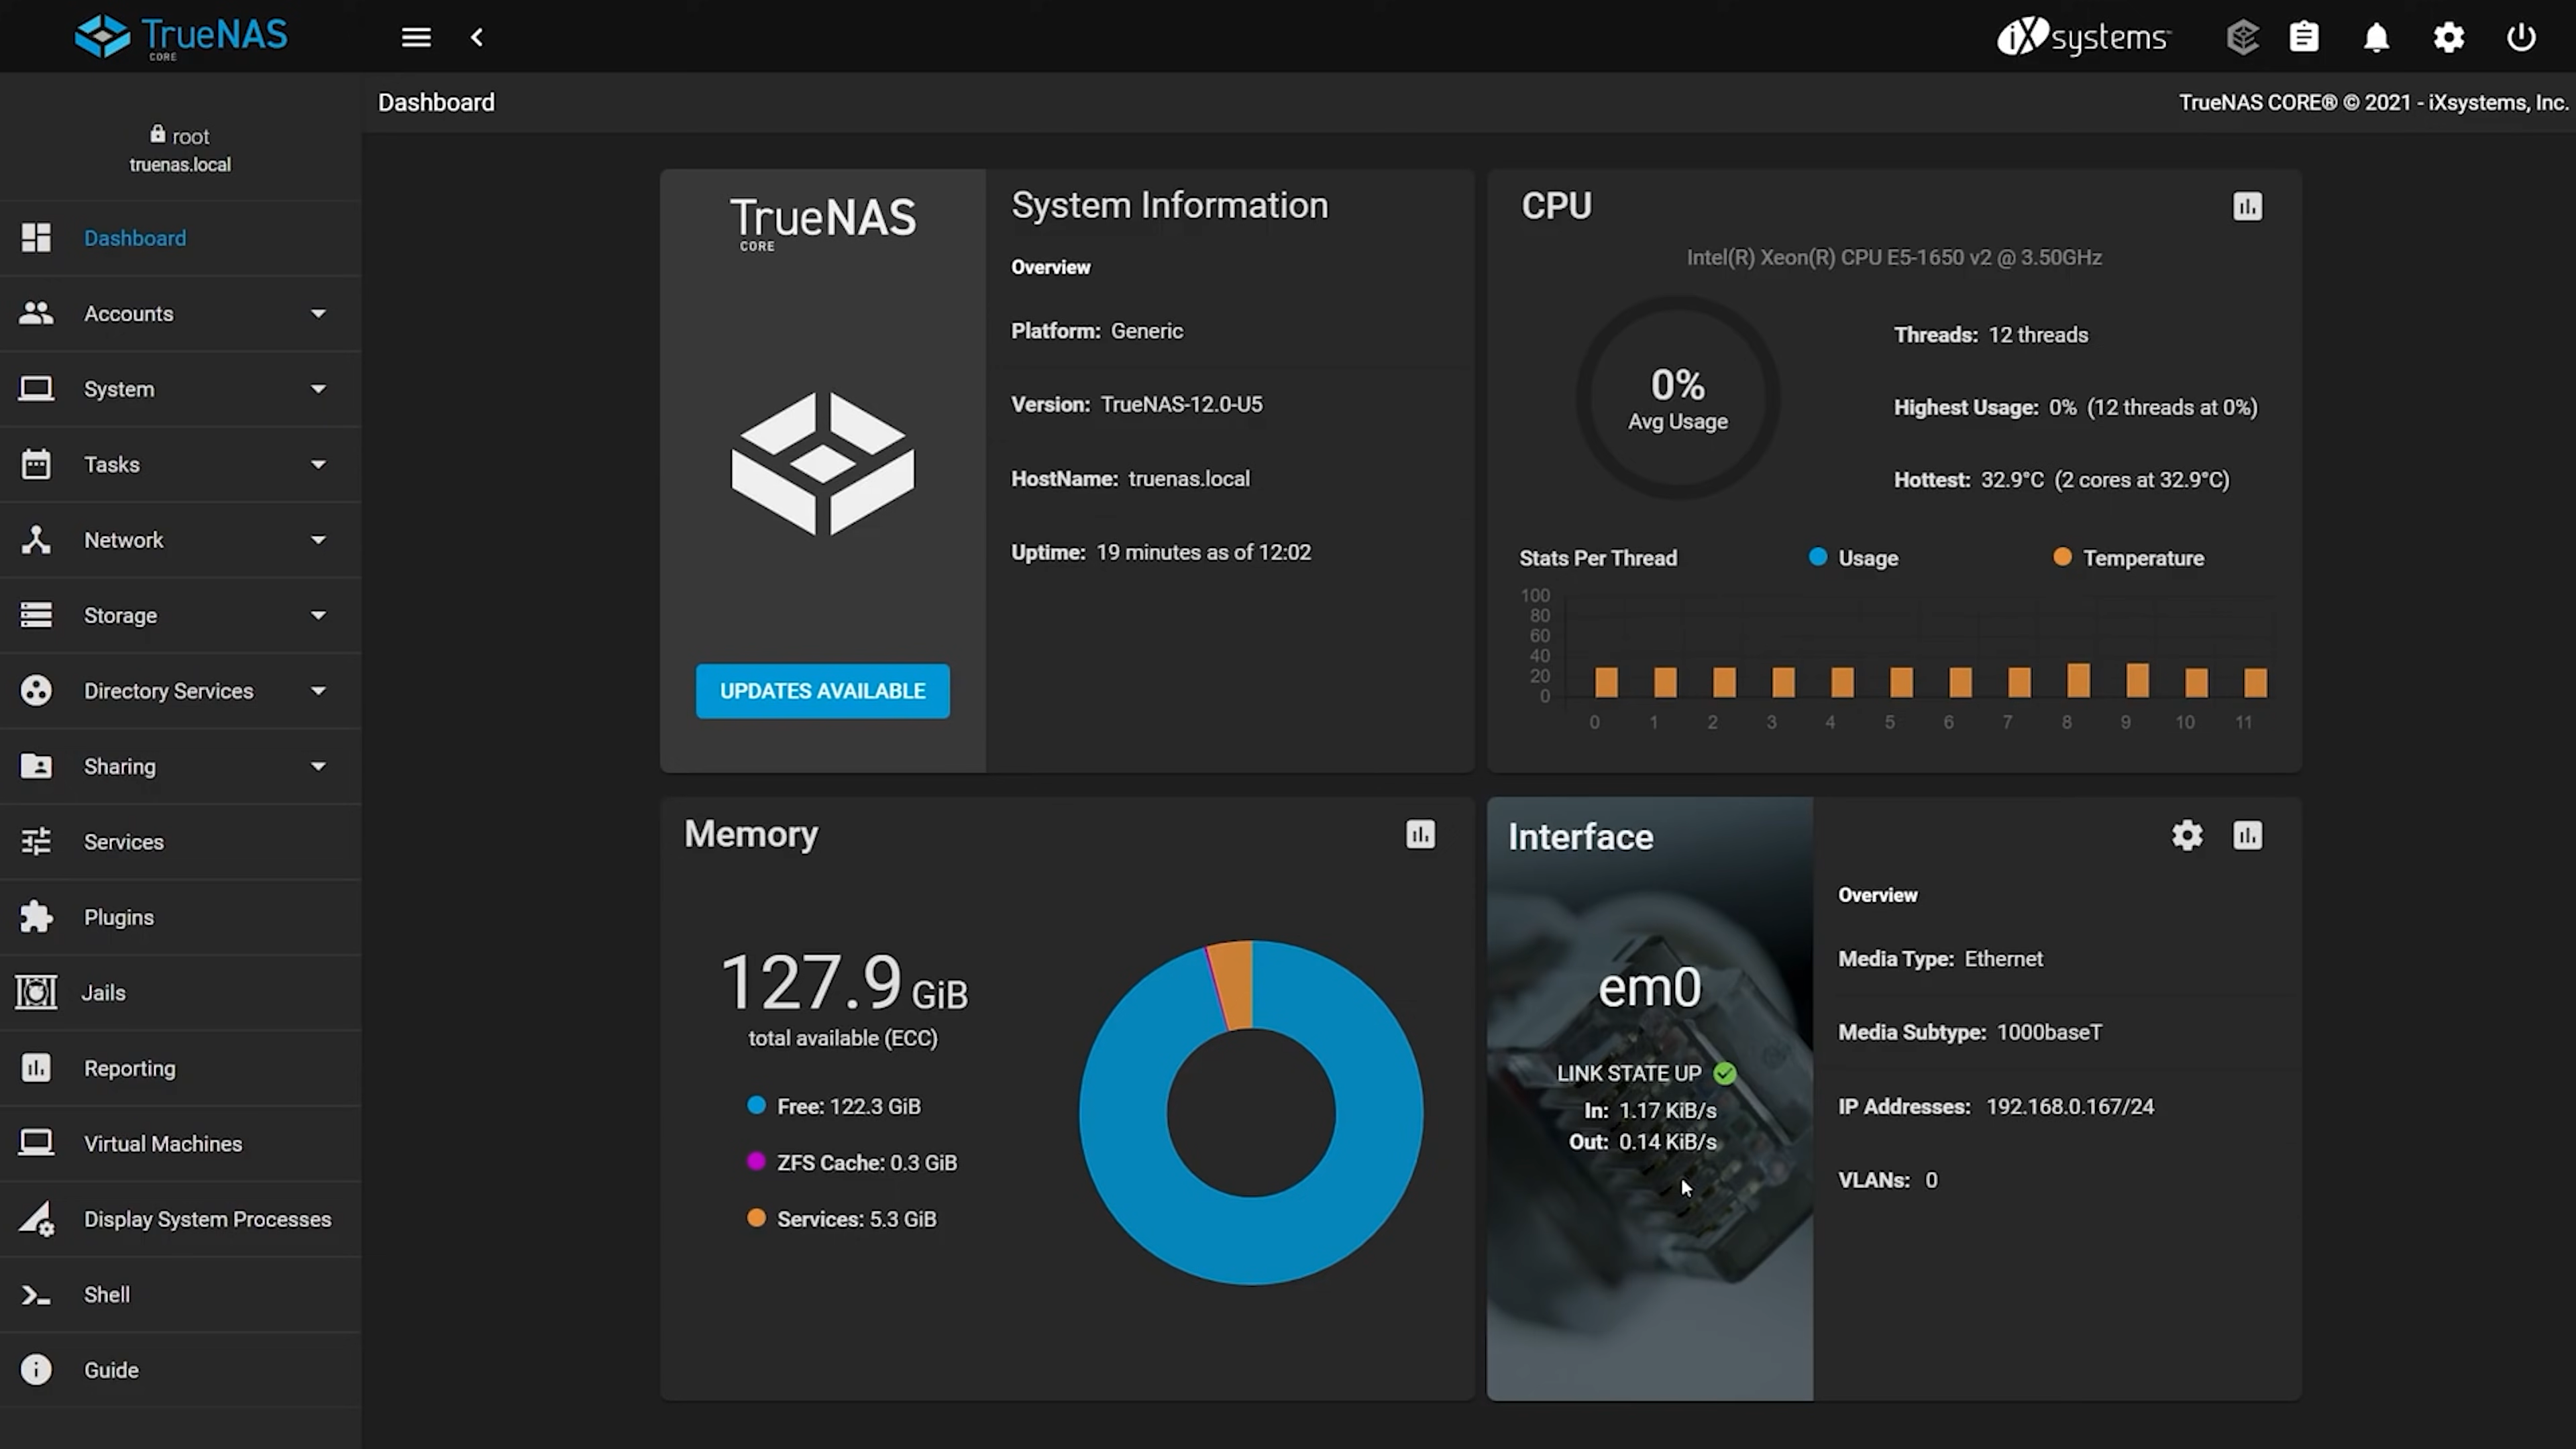 TrueNAS
CORE
iXsystems
Dashboard
TrueNAS CORE® © 2021 - iXsystems, Inc.
root
truenas.local
Dashboard
Accounts
System
Tasks
Network
Storage
Directory Services
Sharing
Services
Plugins
Jails
Reporting
Virtual Machines
Display System Processes
Shell
Guide
TrueNAS
CORE
UPDATES AVAILABLE
System Information
Overview
Platform: Generic
Version: TrueNAS-12.0-U5
HostName: truenas.local
Uptime: 19 minutes as of 12:02
CPU
Intel(R) Xeon(R) CPU E5-1650 v2 @ 3.50GHz
0%
Avg Usage
Threads: 12 threads
Highest Usage: 0% (12 threads at 0%)
Hottest: 32.9°C (2 cores at 32.9°C)
Stats Per Thread Usage Temperature
100
80
60
40
20
0
0 1 2 3 4 5 6 7 8 9 10 11
Memory
127.9 GiB
total available (ECC)
Free: 122.3 GiB
ZFS Cache: 0.3 GiB
Services: 5.3 GiB
Interface
em0
LINK STATE UP
In: 1.17 KiB/s
Out: 0.14 KiB/s
Overview
Media Type: Ethernet
Media Subtype: 1000baseT
IP Addresses: 192.168.0.167/24
VLANs: 0